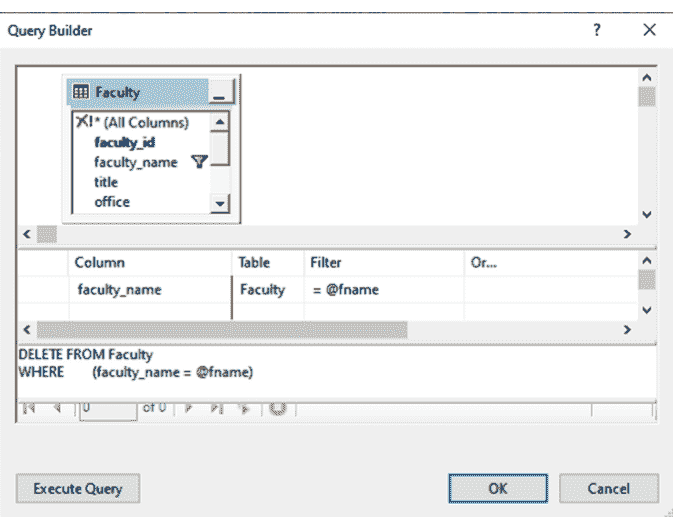 Query Builder ? ×
Faculty
* (All Columns)
faculty_id
faculty_name
title
office
Column Table Filter Or...
faculty_name Faculty = @fname
DELETE FROM Faculty
WHERE (faculty_name = @fname)
0 of 0
Execute Query OK Cancel